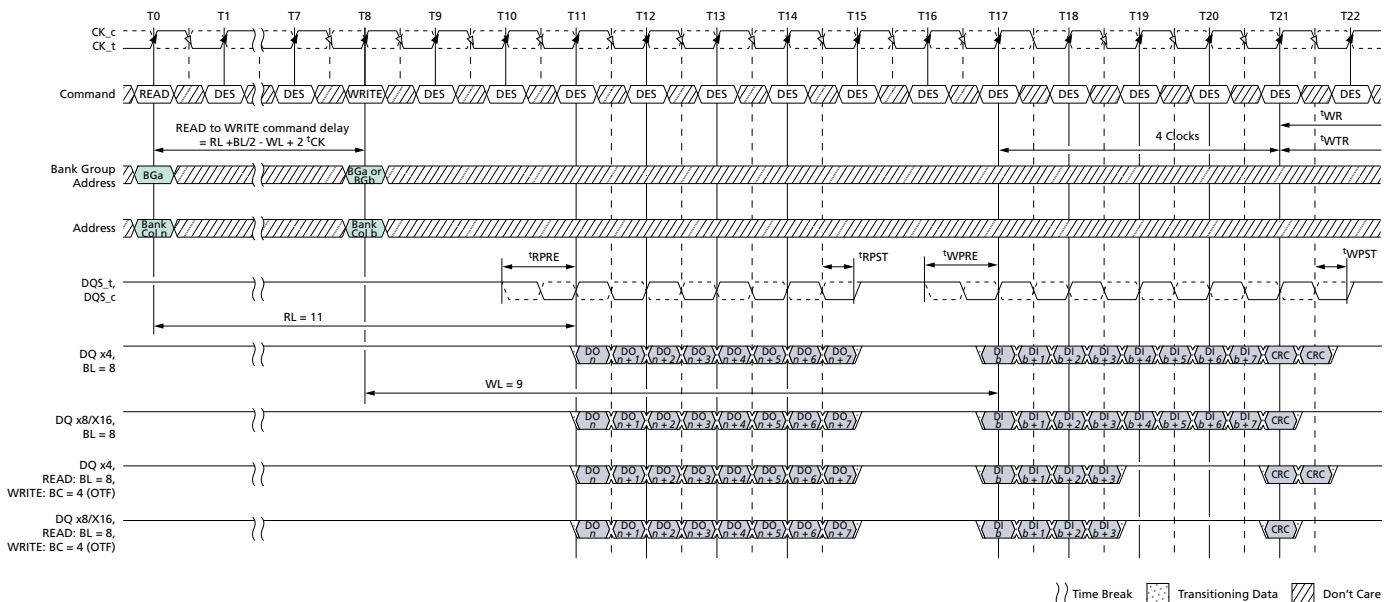 T0 T1 T7 T8 T9 T10 T11 T12 T13 T14 T15 T16 T17 T18 T19 T20 T21 T22
CK_c
CK_t
Command READ DES DES WRITE DES DES DES DES DES DES DES DES DES DES DES DES DES DES
READ to WRITE command delay
= RL +BL/2 - WL + 2 tCK
4 Clocks
tWR
tWTR
Bank Group
Address
BGa
BGa or
BGb
Address
Bank
Col n
Bank
Col b
tRPRE tRPST tWPRE tWPST
DQS_t,
DQS_c
RL = 11
DQ x4,
BL = 8
DO n DO n + 1 DO n + 2 DO n + 3 DO n + 4 DO n + 5 DO n + 6 DO n + 7 DI b DI b + 1 DI b + 2 DI b + 3 DI b + 4 DI b + 5 DI b + 6 DI b + 7 CRC CRC
WL = 9
DQ x8/X16,
BL = 8
DO n DO n + 1 DO n + 2 DO n + 3 DO n + 4 DO n + 5 DO n + 6 DO n + 7 DI b DI b + 1 DI b + 2 DI b + 3 DI b + 4 DI b + 5 DI b + 6 DI b + 7 CRC
DQ x4,
READ: BL = 8,
WRITE: BC = 4 (OTF)
DO n DO n + 1 DO n + 2 DO n + 3 DO n + 4 DO n + 5 DO n + 6 DO n + 7 DI b DI b + 1 DI b + 2 DI b + 3 CRC CRC
DQ x8/X16,
READ: BL = 8,
WRITE: BC = 4 (OTF)
DO n DO n + 1 DO n + 2 DO n + 3 DO n + 4 DO n + 5 DO n + 6 DO n + 7 DI b DI b + 1 DI b + 2 DI b + 3 CRC
Time Break Transitioning Data Don't Care